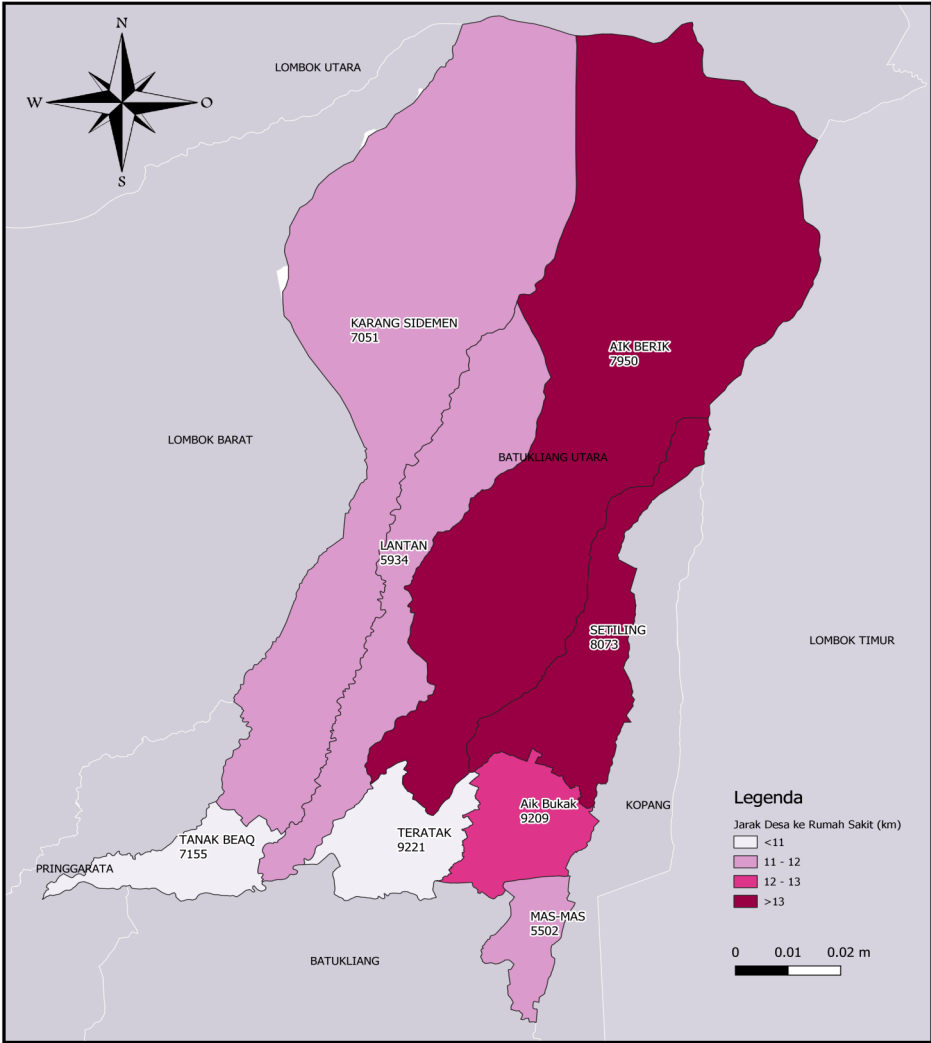 N
W
O
S
LOMBOK UTARA
KARANG SIDEMEN
7051
AIK BERIK
7950
LOMBOK BARAT
BATUKLIANG UTARA
LANTAN
5934
SETILING
8073
LOMBOK TIMUR
TANAK BEAQ
7155
TERATAK
9221
Aik Bukak
9209
KOPANG
PRINGGARATA
MAS-MAS
5502
BATUKLIANG
Legenda
Jarak Desa ke Rumah Sakit (km)
<11
11 - 12
12 - 13
>13
0 0.01 0.02 m